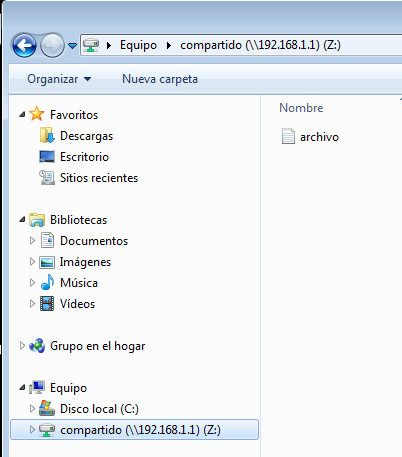 Equipo compartido (\\192.168.1.1) (Z:)
Organizar Nueva carpeta
Favoritos
Descargas
Escritorio
Sitios recientes
Bibliotecas
Documentos
Imágenes
Música
Vídeos
Grupo en el hogar
Equipo
Disco local (C:)
compartido (\\192.168.1.1) (Z:)
Nombre
archivo